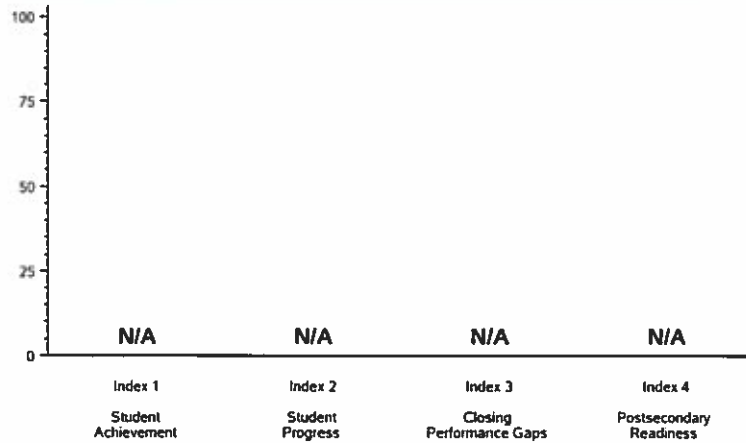 100
75
50
25
0
N/A N/A N/A N/A
Index 1 Index 2 Index 3 Index 4
Student Achievement
Student Progress
Closing Performance Gaps
Postsecondary Readiness